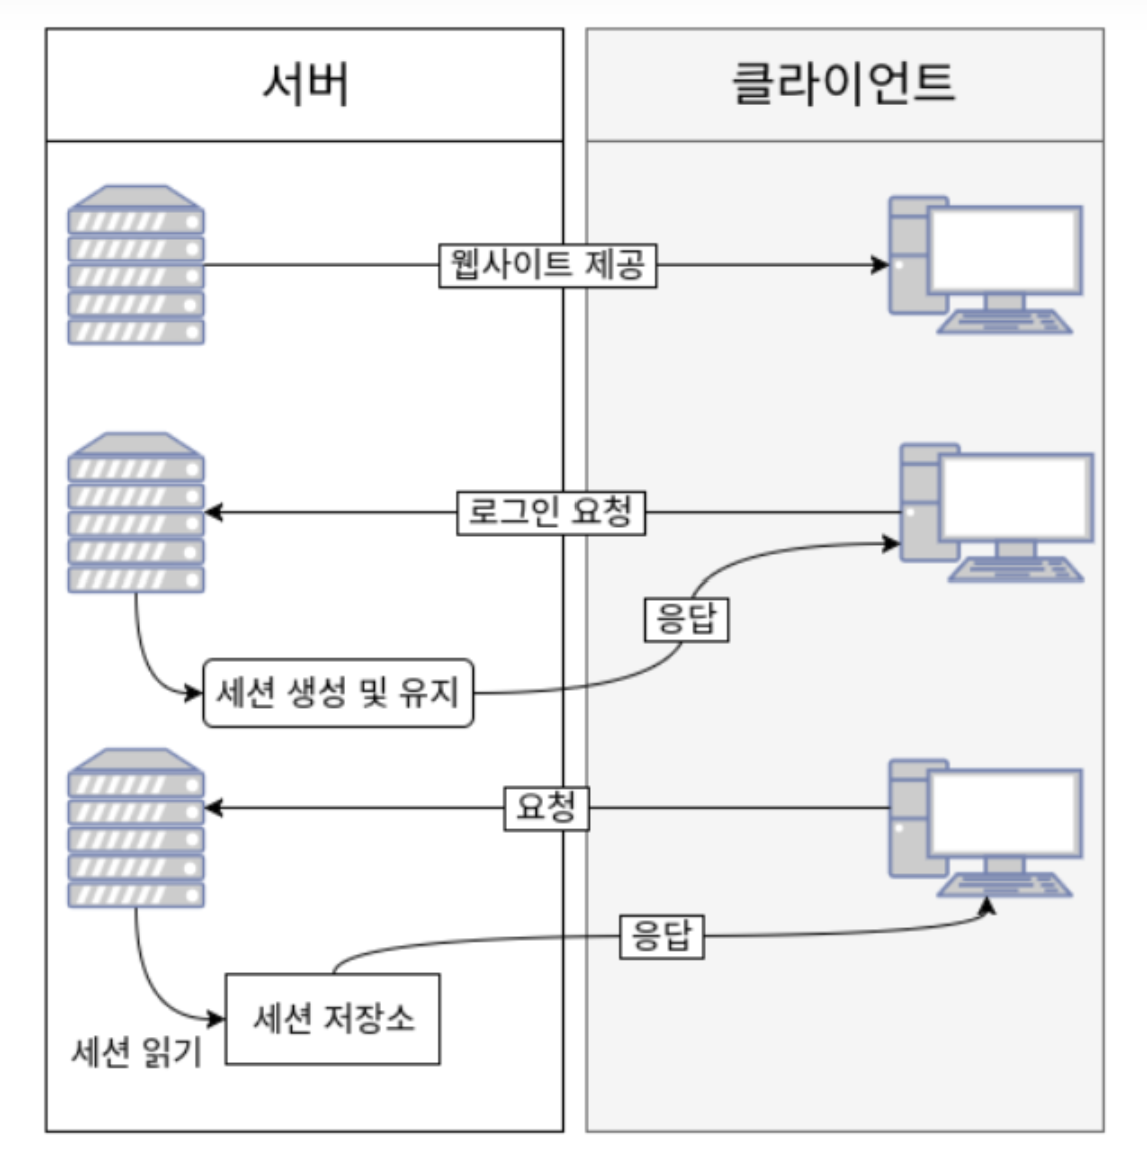 서버
클라이언트
웹사이트 제공
로그인 요청
응답
세션 생성 및 유지
요청
응답
세션 저장소
세션 읽기